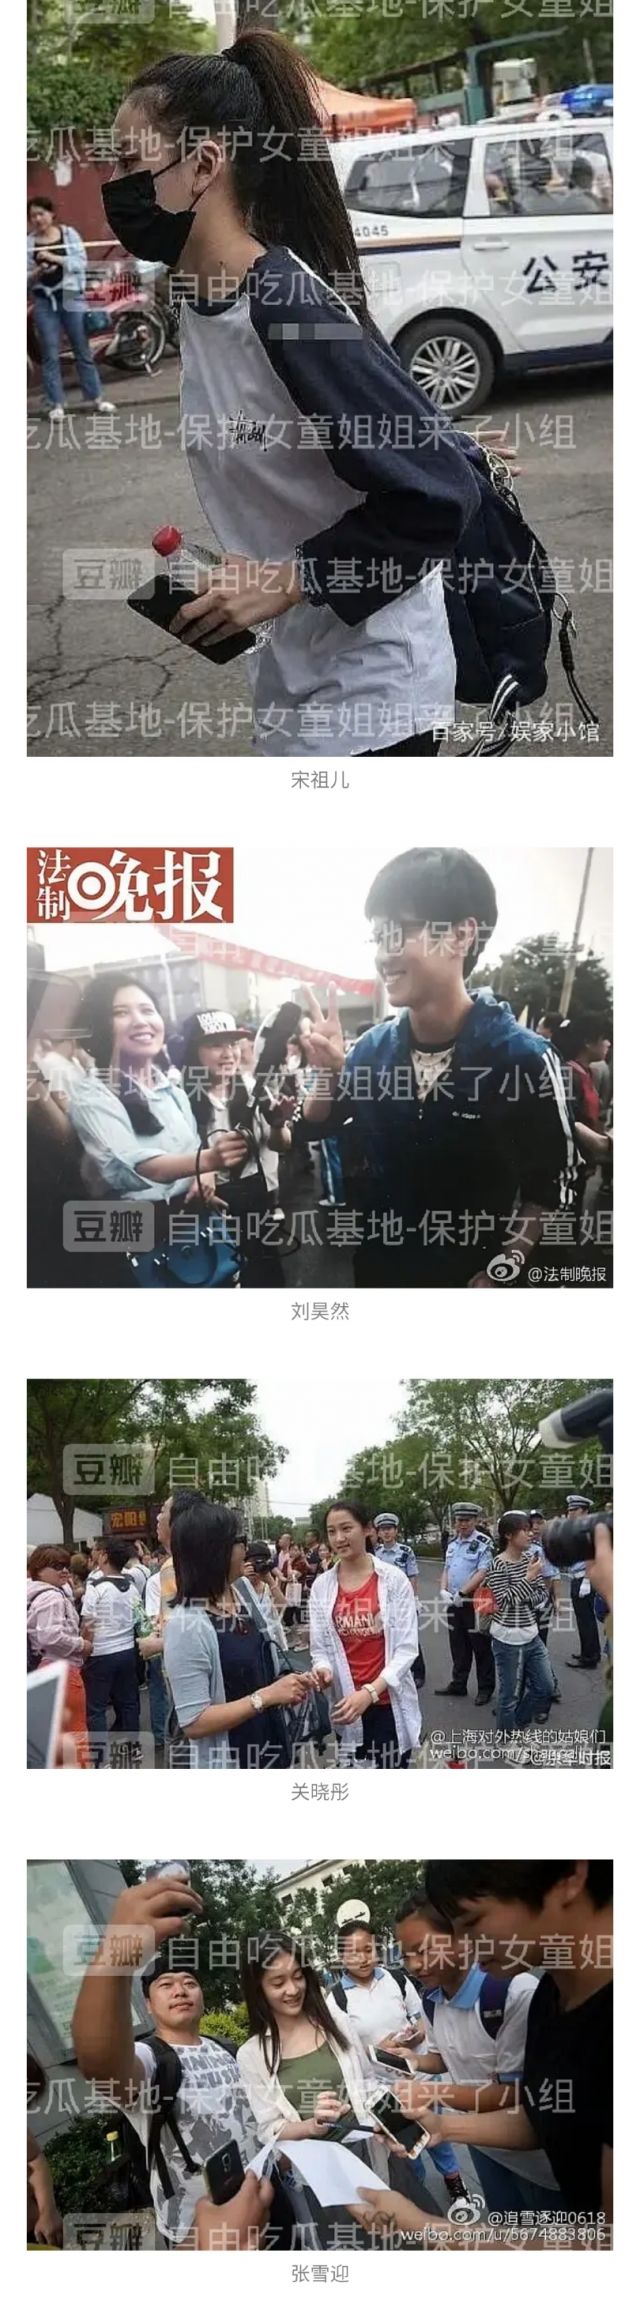 豆瓣 自由吃瓜基地-保护女童姐
吃瓜基地-保护女童姐姐来了小组
4045
公安
豆瓣 自由吃瓜基地-保护女童姐
吃瓜基地-保护女童姐姐来了小组
豆瓣 自由吃瓜基地-保护女童姐
吃瓜基地-保护女童姐姐来了小组
百家号/娱家小馆
宋祖儿
法制晚报
自由吃瓜基地-保护女童姐
吃瓜基地-保护女童姐姐来了小组
豆瓣 自由吃瓜基地-保护女童姐
@法制晚报
刘昊然
豆瓣 自由吃瓜基地-保护女童姐
吃瓜基地-保护女童姐姐来了小组
@上海对外热线的姑娘们
豆瓣 自由吃瓜基地-保护女童姐
关晓彤
豆瓣 自由吃瓜基地-保护女童姐
吃瓜基地-保护女童姐姐来了小组
@追雪逐迎0618
weibo.com/u/5674883806
豆瓣 自由吃瓜基地-保护女童姐
张雪迎